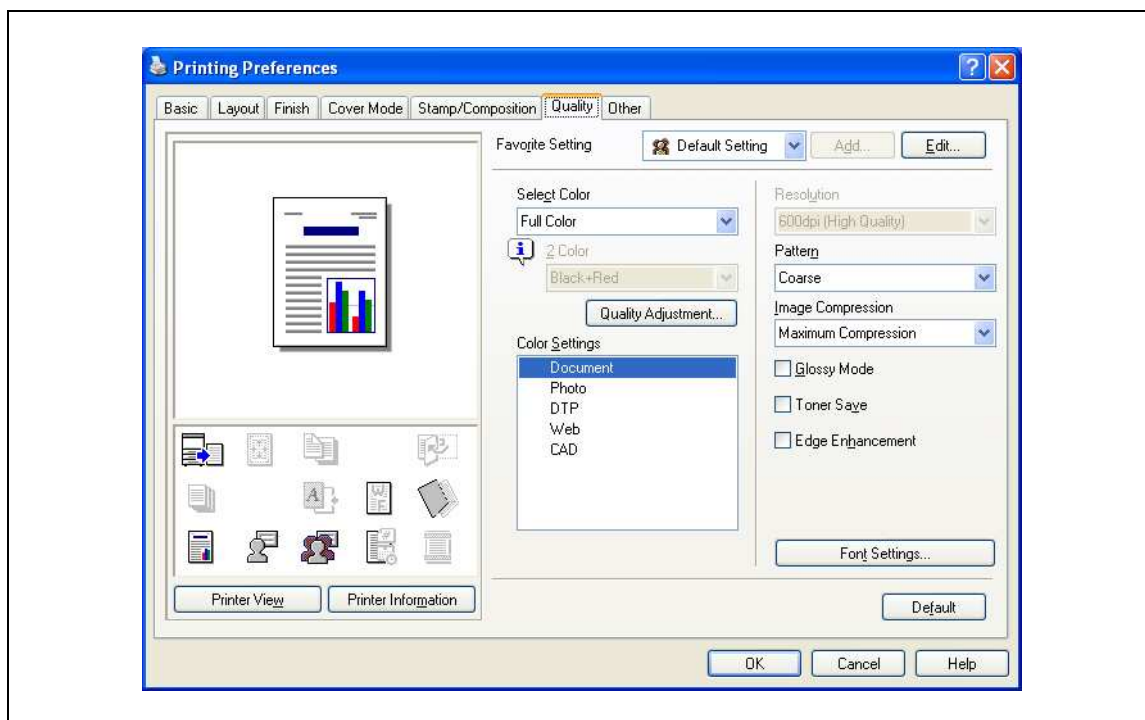 Printing Preferences
Basic Layout Finish Cover Mode Stamp/Composition Quality Other
Favorite Setting Default Setting Add... Edit...
Select Color
Full Color
2 Color
Black+Red
Quality Adjustment...
Color Settings
Document
Photo
DTP
Web
CAD
Resolution
600dpi (High Quality)
Pattern
Coarse
Image Compression
Maximum Compression
Glossy Mode
Toner Save
Edge Enhancement
Font Settings...
Printer View Printer Information
Default
OK Cancel Help